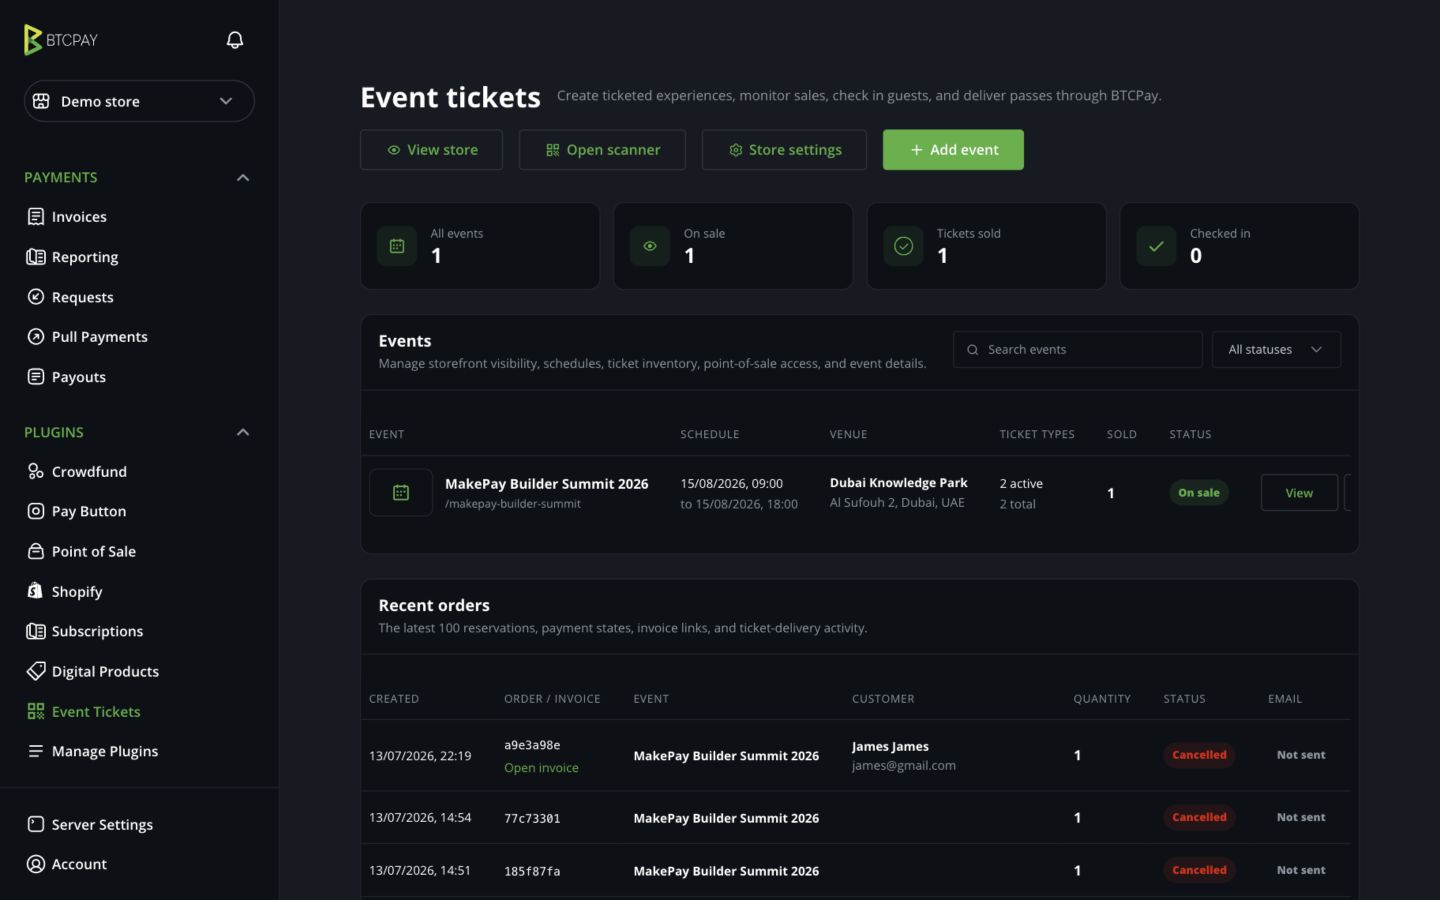 BTCPAY
Demo store
PAYMENTS
Invoices
Reporting
Requests
Pull Payments
Payouts
PLUGINS
Crowdfund
Pay Button
Point of Sale
Shopify
Subscriptions
Digital Products
Event Tickets
Manage Plugins
Server Settings
Account
Event tickets Create ticketed experiences, monitor sales, check in guests, and deliver passes through BTCPay.
View store Open scanner Store settings + Add event
All events On sale Tickets sold Checked in
1 1 1 0
Events
Manage storefront visibility, schedules, ticket inventory, point-of-sale access, and event details.
Search events All statuses
EVENT SCHEDULE VENUE TICKET TYPES SOLD STATUS
MakePay Builder Summit 2026 15/08/2026, 09:00 Dubai Knowledge Park 2 active 1 On sale View
/makepay-builder-summit to 15/08/2026, 18:00 Al Sufouh 2, Dubai, UAE 2 total
Recent orders
The latest 100 reservations, payment states, invoice links, and ticket-delivery activity.
CREATED ORDER / INVOICE EVENT CUSTOMER QUANTITY STATUS EMAIL
13/07/2026, 22:19 a9e3a98e MakePay Builder Summit 2026 James James 1 Cancelled Not sent
Open invoice james@gmail.com
13/07/2026, 14:54 77c73301 MakePay Builder Summit 2026 1 Cancelled Not sent
13/07/2026, 14:51 185f87fa MakePay Builder Summit 2026 1 Cancelled Not sent